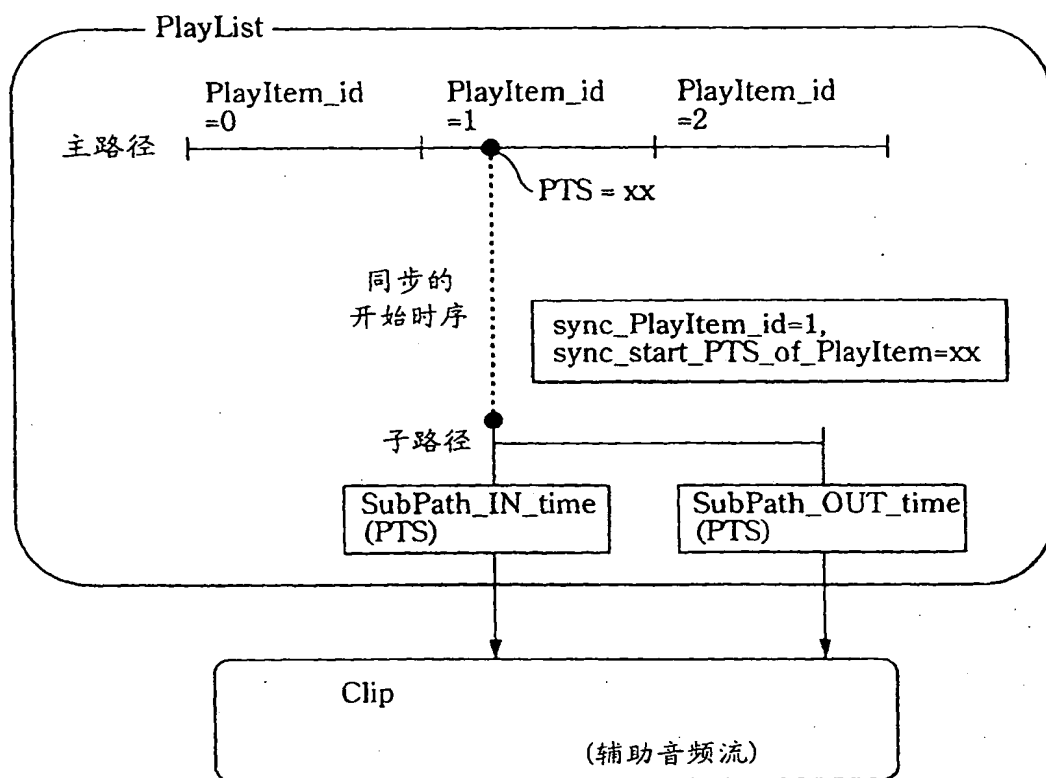 PlayList
PlayItem_id
=0
PlayItem_id
=1
PlayItem_id
=2
主路径
PTS = xx
同步的
开始时序
sync_PlayItem_id=1,
sync_start_PTS_of_PlayItem=xx
子路径
SubPath_IN_time
(PTS)
SubPath_OUT_time
(PTS)
Clip
(辅助音频流)